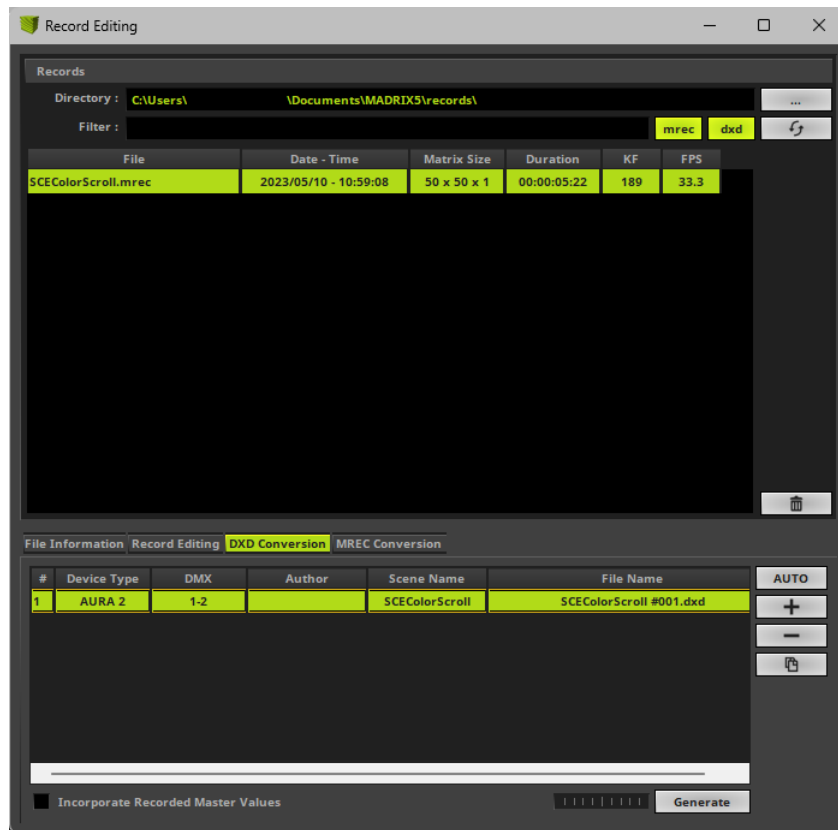 Record Editing
Records
Directory : C:\Users\ \Documents\MADRIX5\records\ ...
Filter : mrec dxd
File Date - Time Matrix Size Duration KF FPS
SCEColorScroll.mrec 2023/05/10 - 10:59:08 50 x 50 x 1 00:00:05:22 189 33.3
File Information Record Editing DXD Conversion MREC Conversion
# Device Type DMX Author Scene Name File Name AUTO
1 AURA 2 1-2 SCEColorScroll SCEColorScroll #001.dxd
Incorporate Recorded Master Values Generate